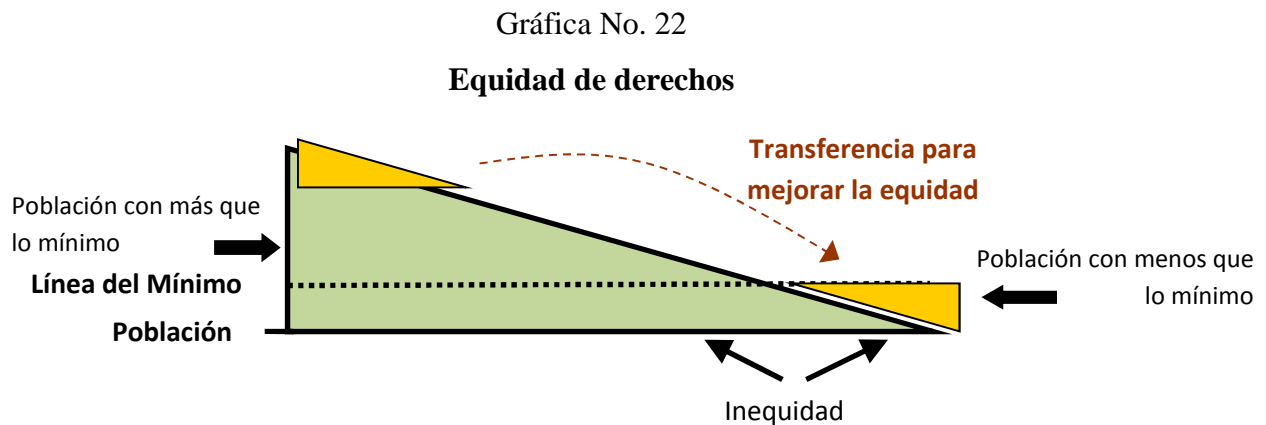 Gráfica No. 22
Equidad de derechos
Transferencia para
mejorar la equidad
Población con más que
lo mínimo
Población con menos que
lo mínimo
Línea del Mínimo
Población
Inequidad